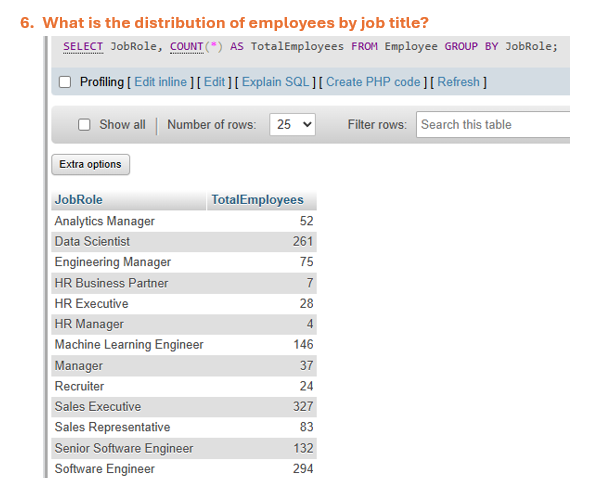 6. What is the distribution of employees by job title?
SELECT JobRole, COUNT(*) AS TotalEmployees FROM Employee GROUP BY JobRole;
Profiling [ Edit inline ] [ Edit ] [ Explain SQL ] [ Create PHP code ] [ Refresh ]
Show all Number of rows: 25 Filter rows: Search this table
Extra options
JobRole TotalEmployees
Analytics Manager 52
Data Scientist 261
Engineering Manager 75
HR Business Partner 7
HR Executive 28
HR Manager 4
Machine Learning Engineer 146
Manager 37
Recruiter 24
Sales Executive 327
Sales Representative 83
Senior Software Engineer 132
Software Engineer 294